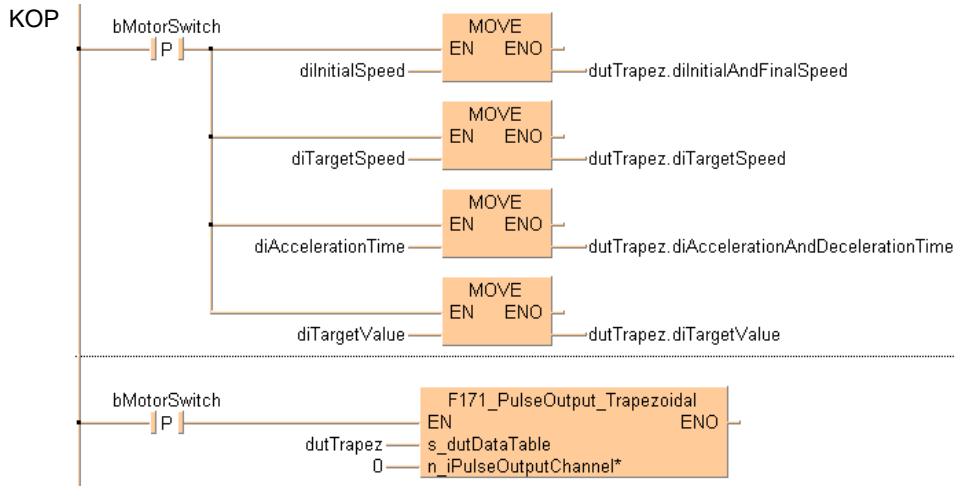 KOP
bMotorSwitch
P
MOVE
EN ENO
diInitialSpeed
dutTrapez.diInitialAndFinalSpeed
MOVE
EN ENO
diTargetSpeed
dutTrapez.diTargetSpeed
MOVE
EN ENO
diAccelerationTime
dutTrapez.diAccelerationAndDecelerationTime
MOVE
EN ENO
diTargetValue
dutTrapez.diTargetValue
bMotorSwitch
P
F171_PulseOutput_Trapezoidal
EN ENO
dutTrapez s_dutDataTable
0 n_iPulseOutputChannel*